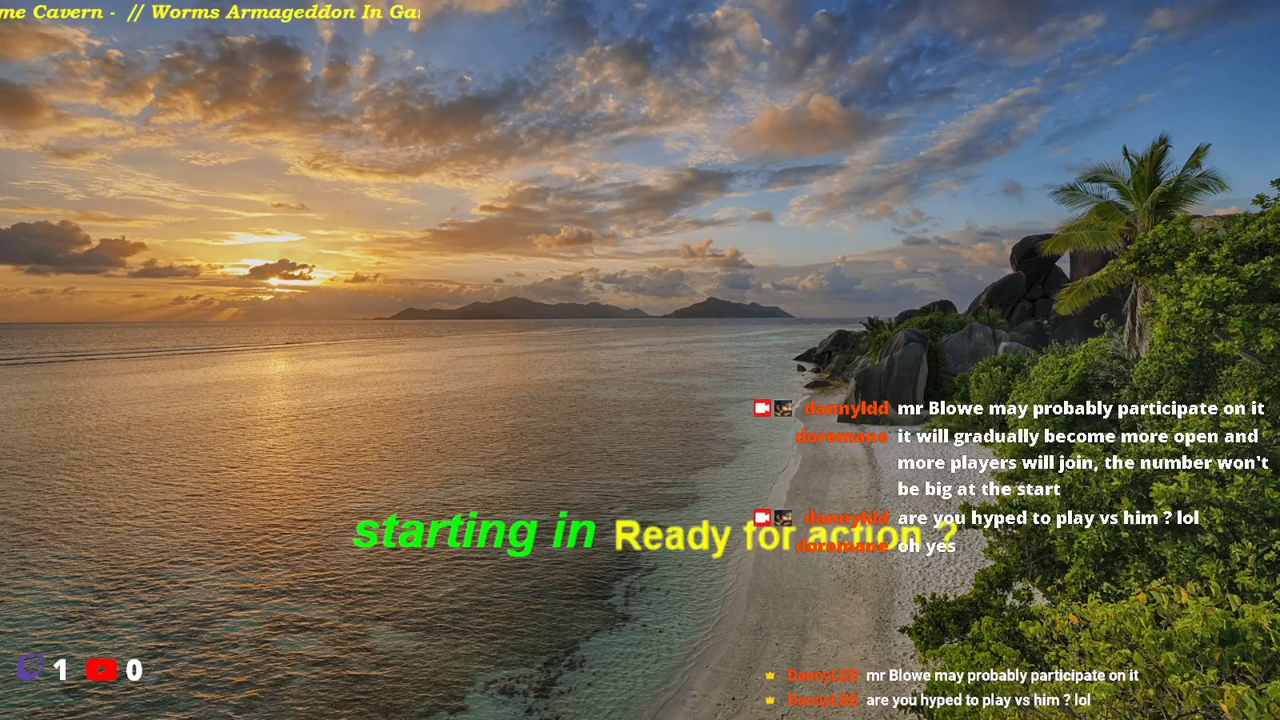 me Cavern - // Worms Armageddon In Ga
dannyldd mr Blowe may probably participate on it
doremane it will gradually become more open and
more players will join, the number won't
be big at the start
dannyldd are you hyped to play vs him ? lol
starting in Ready for action ?
doremane oh yes
1 0
DannyLDD mr Blowe may probably participate on it
DannyLDD are you hyped to play vs him ? lol